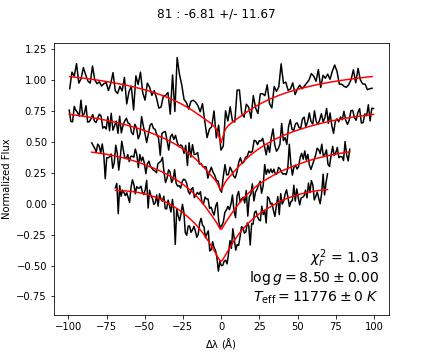 81 : -6.81 +/- 11.67
1.25
1.00
0.75
0.50
0.25
0.00
−0.25
−0.50
−0.75
Normalized Flux
χ²ᵣ = 1.03
log g = 8.50 ± 0.00
T_eff = 11776 ± 0 K
−100 −75 −50 −25 0 25 50 75 100
Δλ (Å)